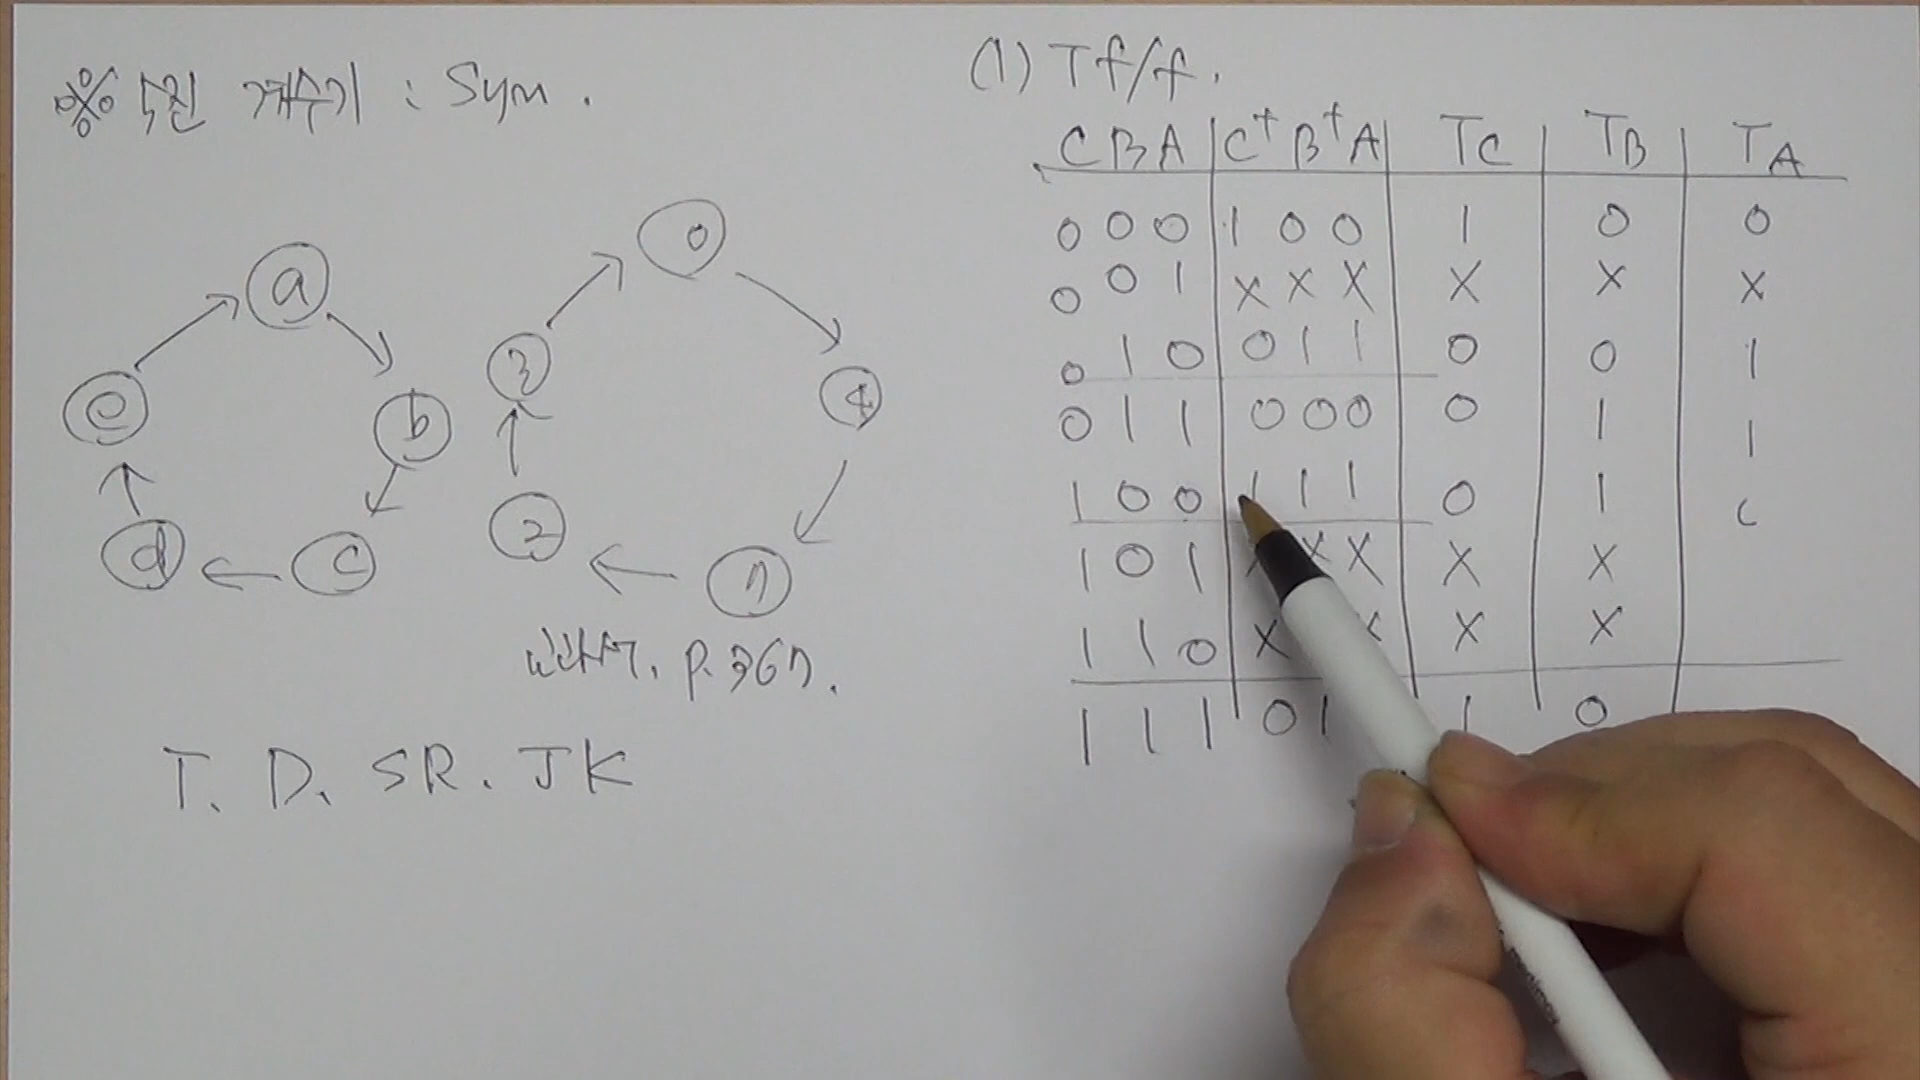 ※ 5진 계수기 : Sym.
a
b
c
d
e
0
4
7
2
3
p.367.
T. D. SR. JK
(1) T f/f.
C B A | C⁺ B⁺ A | TC | TB | TA
0 0 0 | 1 0 0 | 1 | 0 | 0
0 0 1 | X X X | X | X | X
0 1 0 | 0 1 1 | 0 | 0 | 1
0 1 1 | 0 0 0 | 0 | 1 | 1
1 0 0 | 1 1 1 | 0 | 1
1 0 1 | X X X | X | X
1 1 0 | X X | X | X
1 1 1 | 0 1 | 1 | 0